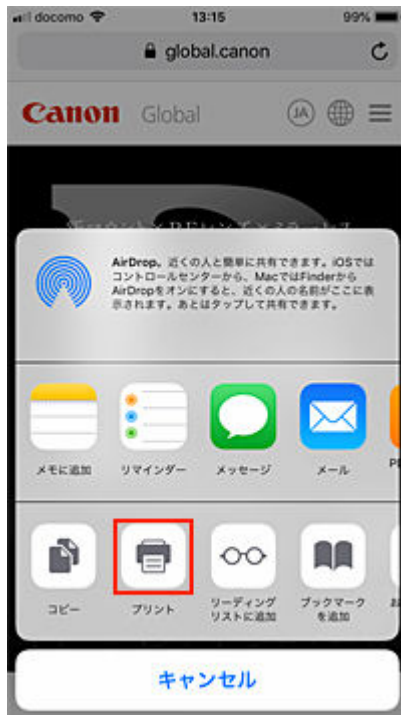 docomo 13:15 99%
global.canon
Canon Global JA
AirDrop。近くの人と簡単に共有できます。iOSでは
コントロールセンターから、MacではFinderから
AirDropをオンにすると、近くの人の名前がここに表
示されます。あとはタップして共有できます。
メモに追加 リマインダー メッセージ メール
コピー プリント リーディング ブックマーク
リストに追加 を追加
キャンセル